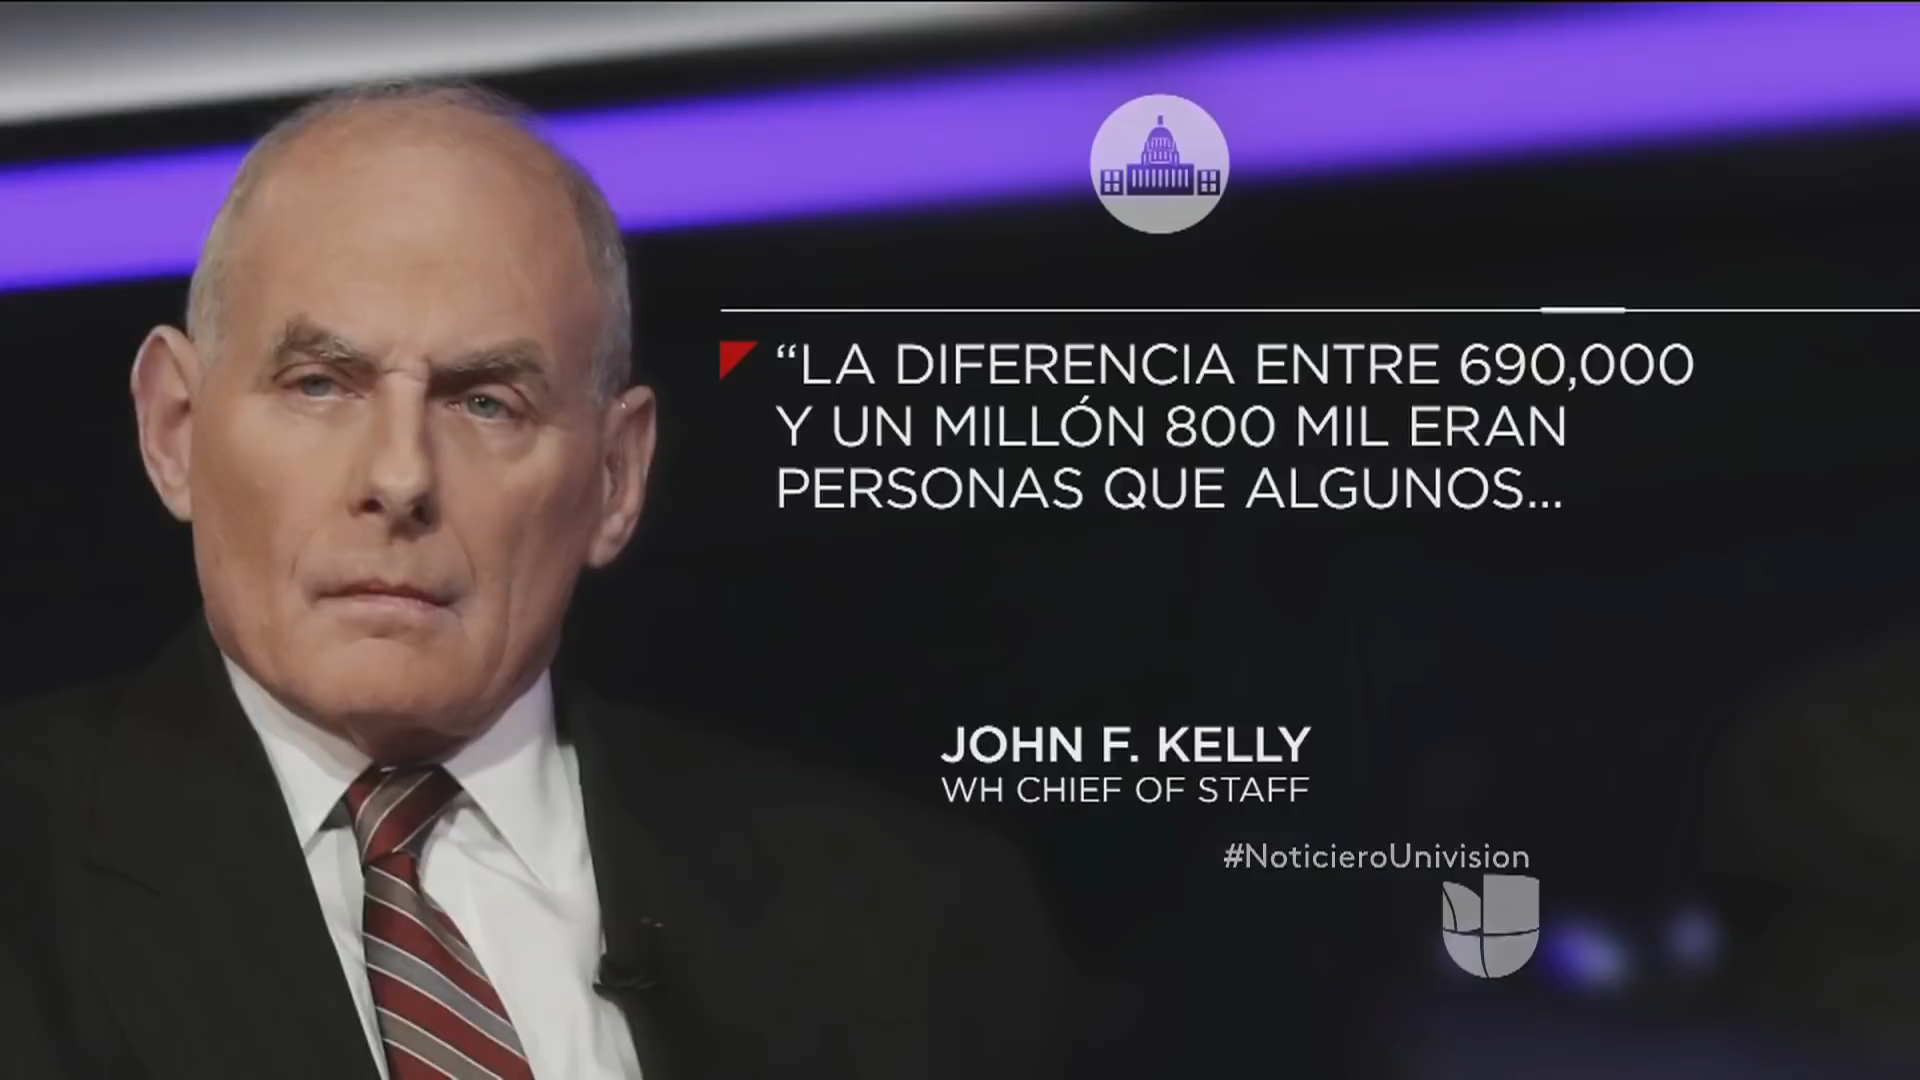 “LA DIFERENCIA ENTRE 690,000
Y UN MILLÓN 800 MIL ERAN
PERSONAS QUE ALGUNOS...
JOHN F. KELLY
WH CHIEF OF STAFF
#NoticieroUnivision